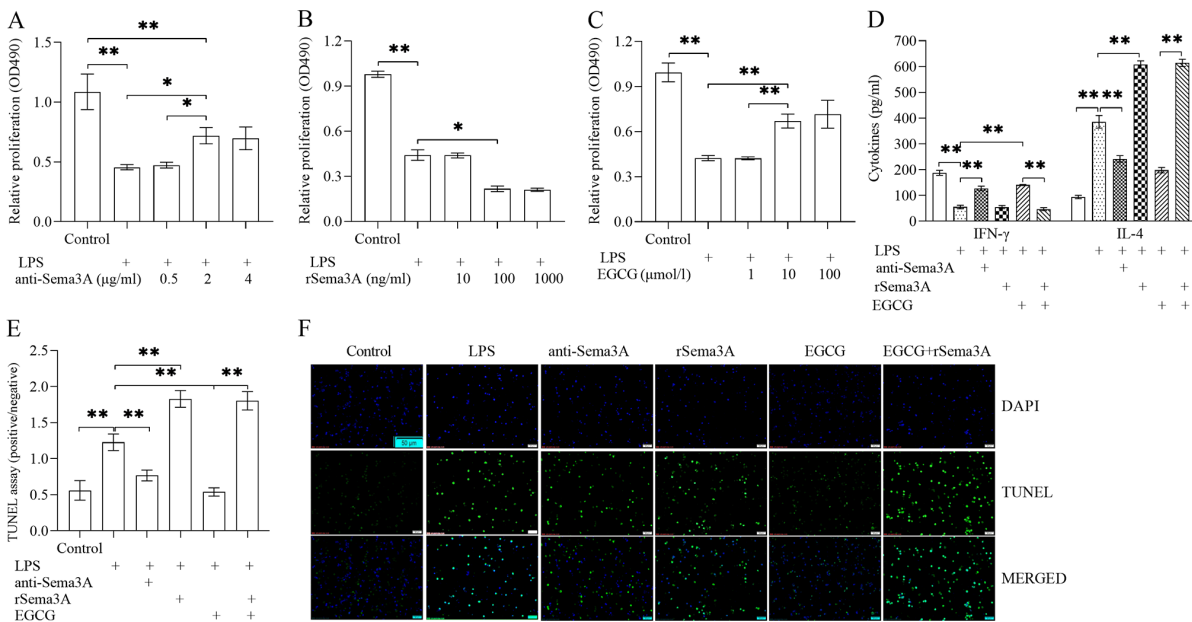 A
Relative proliferation (OD490)
1.5
1.0
0.5
0.0
** ** * * *
Control
LPS + + + +
anti-Sema3A (μg/ml) 0.5 2 4
B
Relative proliferation (OD490)
1.2
0.9
0.6
0.3
0.0
** *
Control
LPS + + + +
rSema3A (ng/ml) 10 100 1000
C
Relative proliferation (OD490)
1.2
0.9
0.6
0.3
0.0
** ** **
Control
LPS + + + +
EGCG (μmol/l) 1 10 100
D
Cytokines (pg/ml)
700
600
500
400
300
200
100
0
** ** ** ** ** ** ** **
IFN-γ IL-4
LPS + + + + + + + + + +
anti-Sema3A + +
rSema3A + + + +
EGCG + + + +
E
TUNEL assay (positive/negative)
2.5
2.0
1.5
1.0
0.5
0.0
** ** ** **
Control
LPS + + + + +
anti-Sema3A +
rSema3A + +
EGCG + +
F
Control LPS anti-Sema3A rSema3A EGCG EGCG+rSema3A
DAPI
50 μm
TUNEL
MERGED